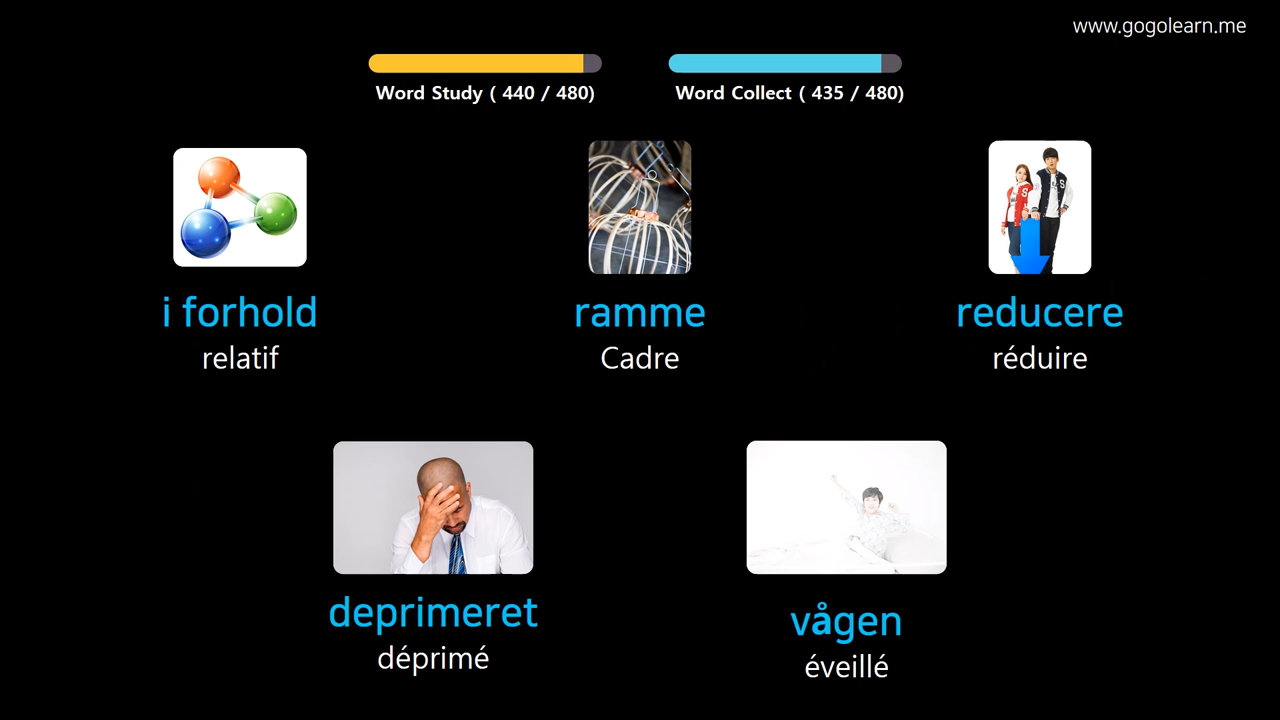 www.gogolearn.me
Word Study ( 440 / 480)
Word Collect ( 435 / 480)
i forhold
relatif
ramme
Cadre
reducere
réduire
deprimeret
déprimé
vågen
éveillé